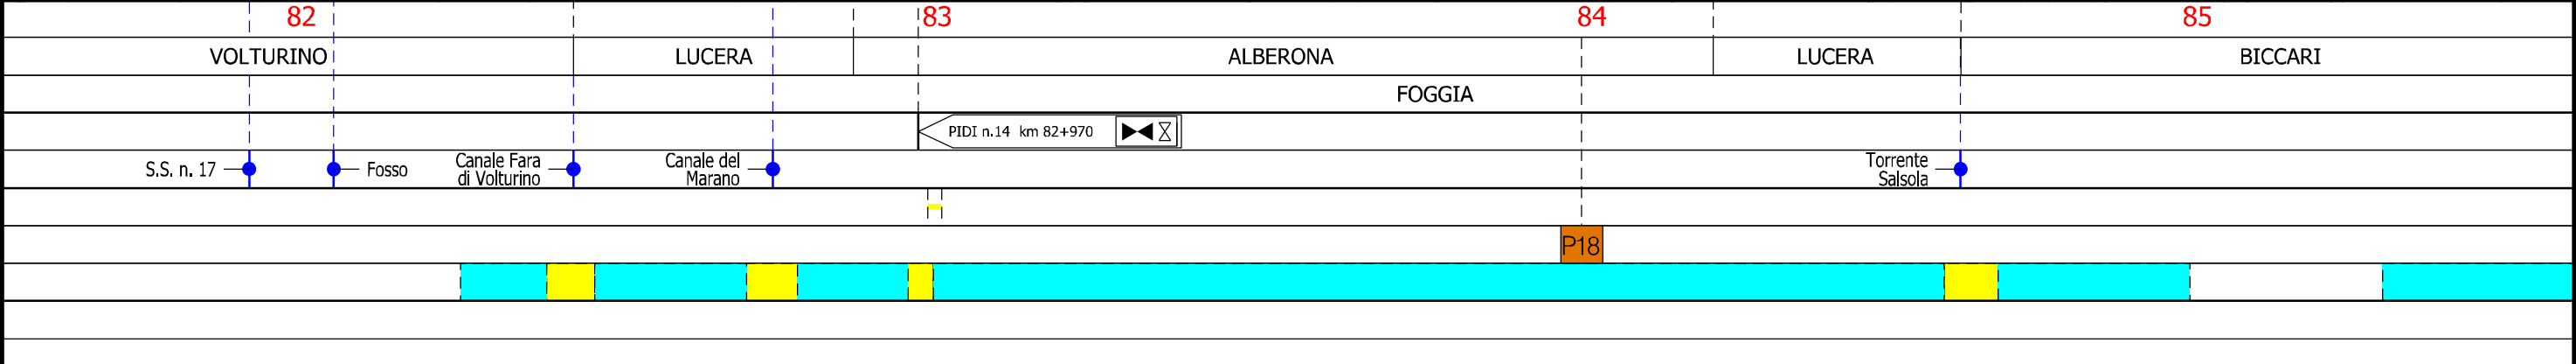 82 83 84 85
VOLTURINO LUCERA ALBERONA LUCERA BICCARI
FOGGIA
PIDI n.14 km 82+970
S.S. n. 17
Fosso
Canale Fara
di Volturino
Canale del
Marano
Torrente
Salsola
P18